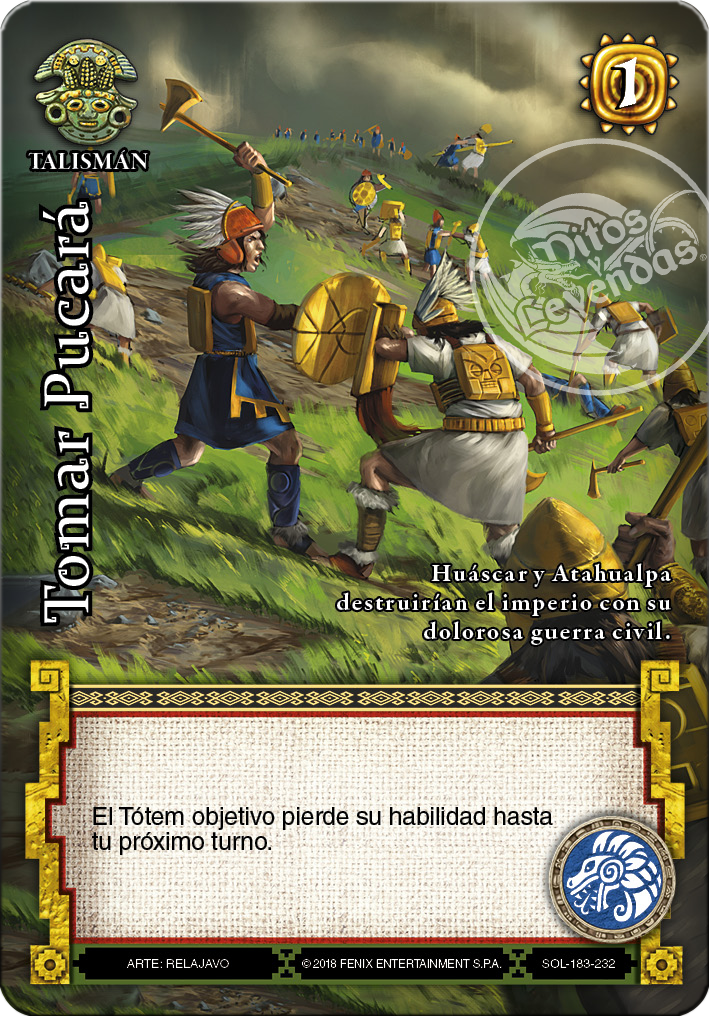 1
TALISMÁN
Mitos
y
Leyendas
Tomar Pucará
Huáscar y Atahualpa
destruirían el imperio con su
dolorosa guerra civil.
El Tótem objetivo pierde su habilidad hasta
tu próximo turno.
ARTE: RELAJAVO
©2018 FENIX ENTERTAINMENT S.P.A.
SOL-183-232